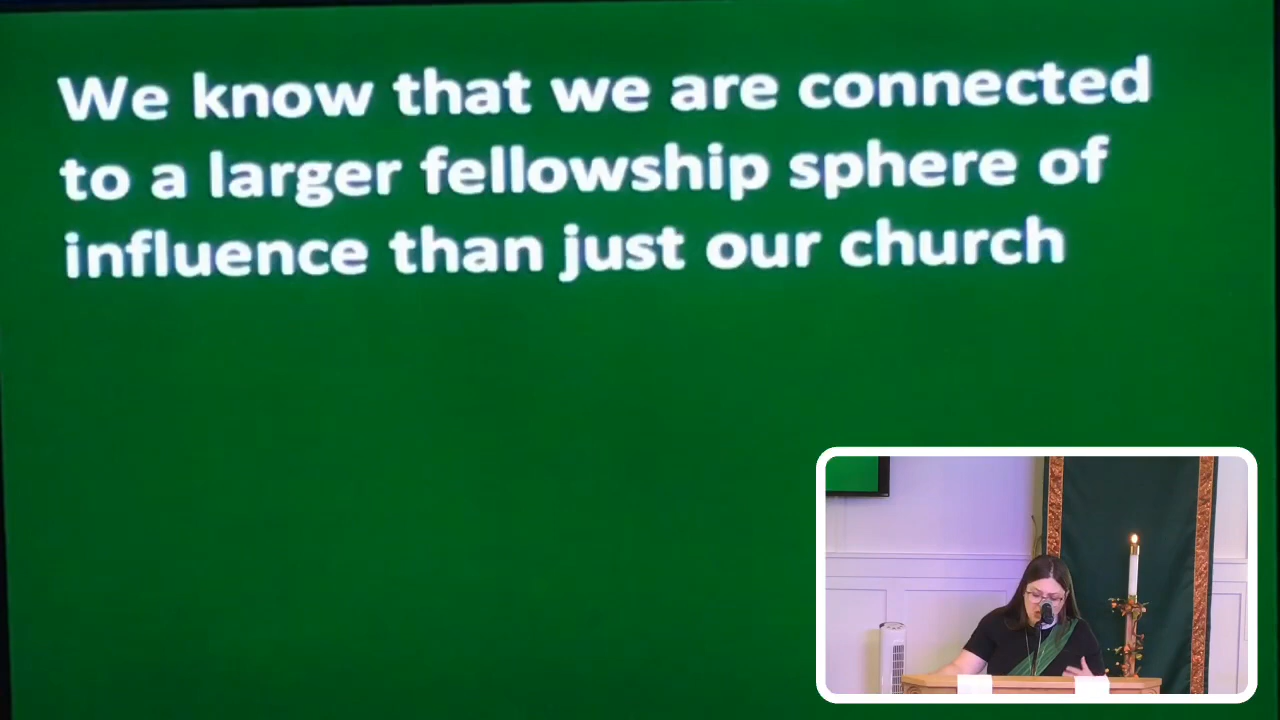 We know that we are connected
to a larger fellowship sphere of
influence than just our church